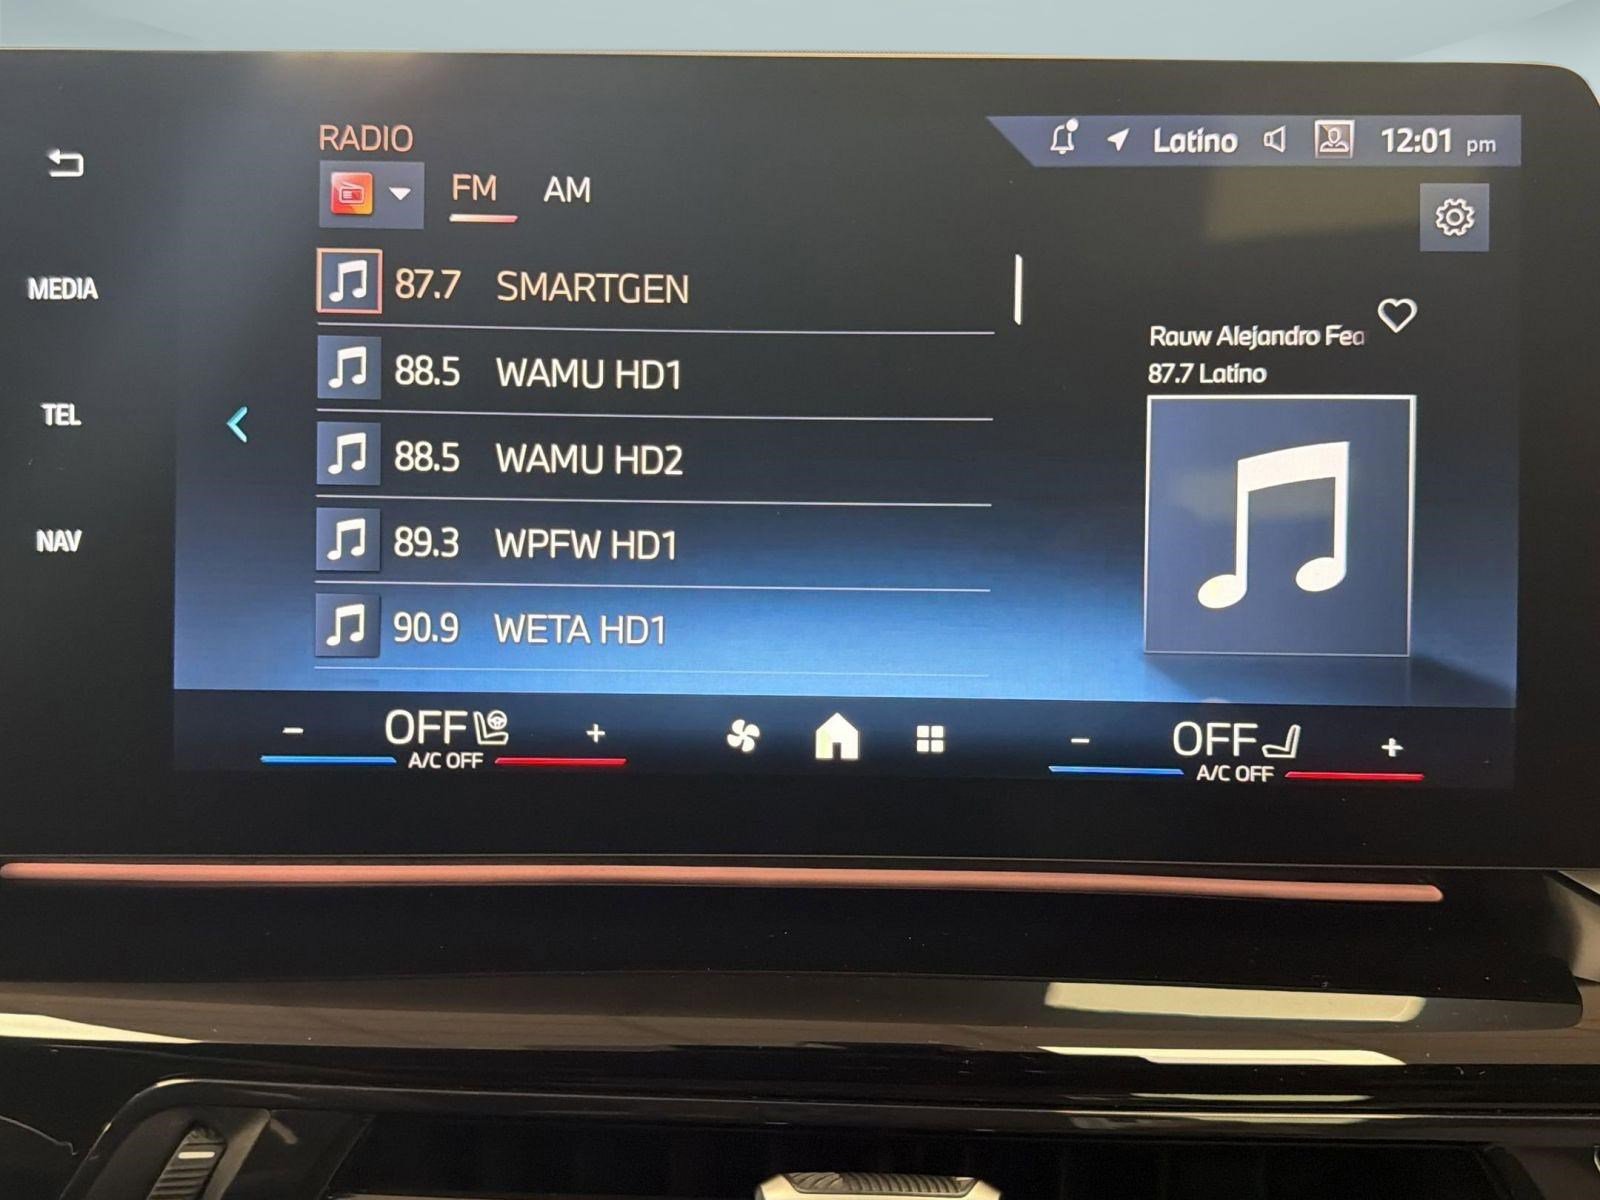 RADIO
Latino 12:01 pm
FM AM
87.7 SMARTGEN
MEDIA
Rauw Alejandro Fea
87.7 Latino
88.5 WAMU HD1
TEL
88.5 WAMU HD2
NAV
89.3 WPFW HD1
90.9 WETA HD1
- OFF +
A/C OFF
- OFF +
A/C OFF